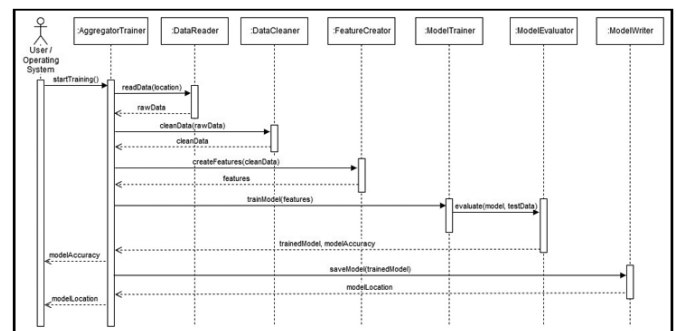 :AggregatorTrainer
:DataReader
:DataCleaner
:FeatureCreator
:ModelTrainer
:ModelEvaluator
:ModelWriter
User /
Operating
System
startTraining()
readData(location)
rawData
cleanData(rawData)
cleanData
createFeatures(cleanData)
features
trainModel(features)
evaluate(model, testData)
trainedModel, modelAccuracy
modelAccuracy
saveModel(trainedModel)
modelLocation
modelLocation